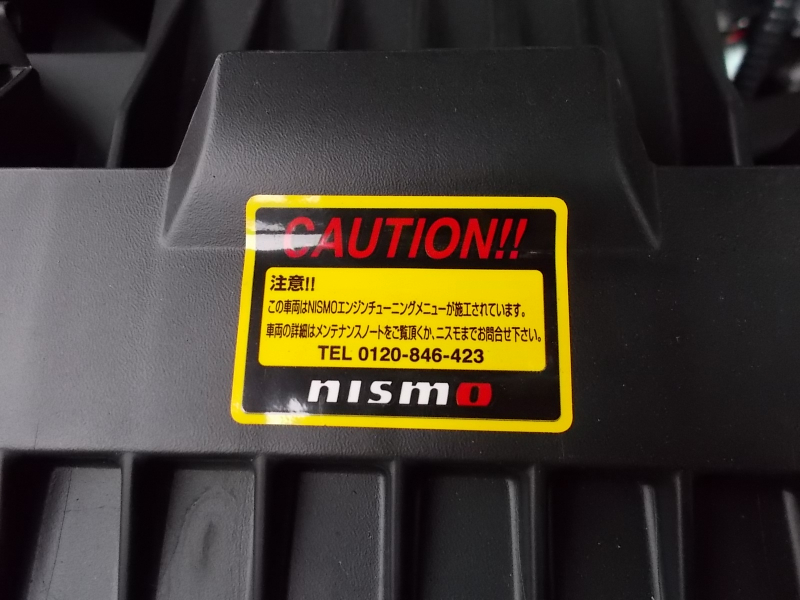 CAUTION!!
注意!!
この車両はNISMOエンジンチューニングメニューが施工されています。
車両の詳細はメンテナンスノートをご覧頂くか、ニスモまでお問合せ下さい。
TEL 0120-846-423
nismo